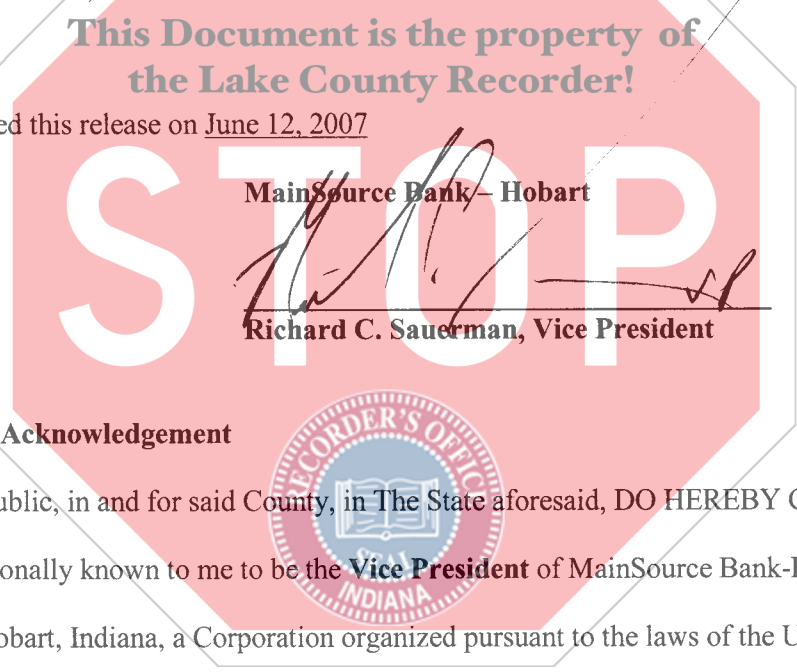 This Document is the property of
the Lake County Recorder!
ed this release on June 12, 2007
STOP
MainSource Bank – Hobart
VP
Richard C. Sauerman, Vice President
Acknowledgement
RECORDER'S OFFICE
ublic, in and for said County, in The State aforesaid, DO HEREBY C
onally known to me to be the Vice President of MainSource Bank-
SEAL
INDIANA
obart, Indiana, a Corporation organized pursuant to the laws of the U